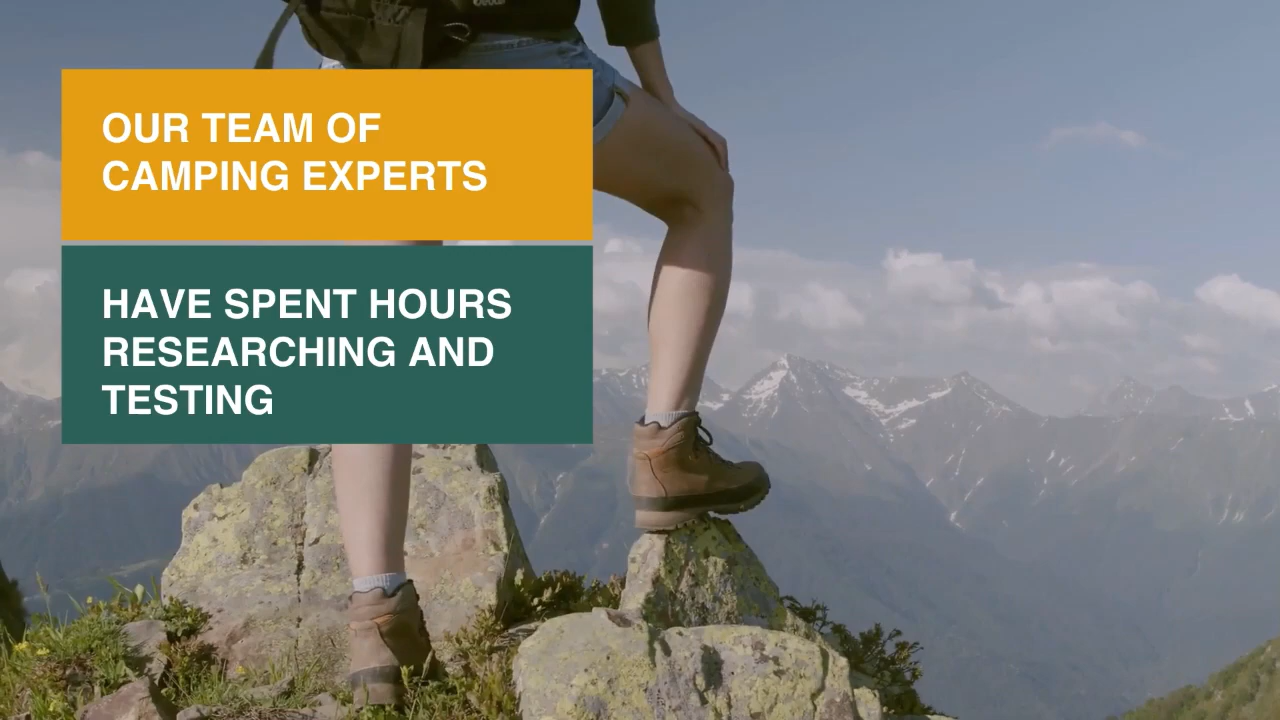 OUR TEAM OF
CAMPING EXPERTS
HAVE SPENT HOURS
RESEARCHING AND
TESTING